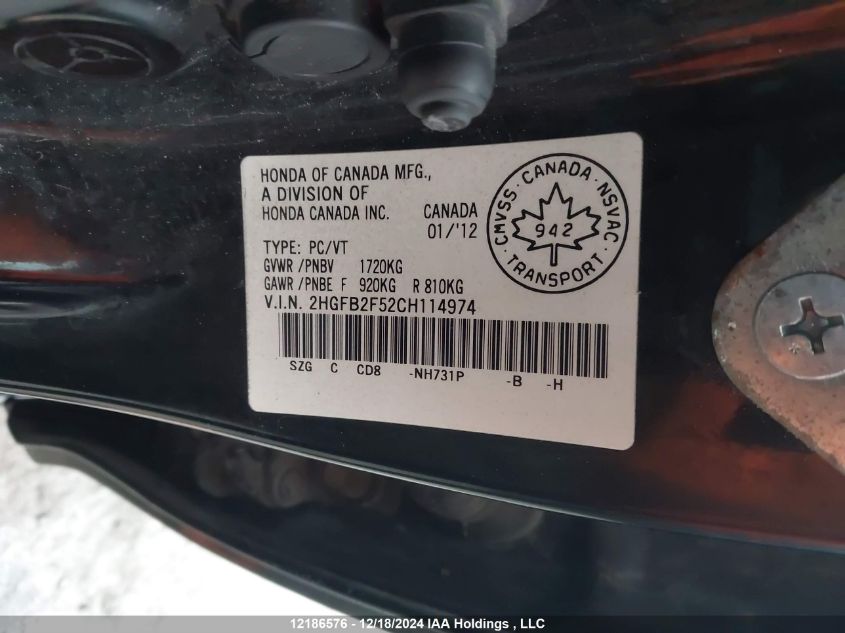 HONDA OF CANADA MFG.,
A DIVISION OF
HONDA CANADA INC. CANADA
01/'12
TYPE: PC/VT
GVWR /PNBV 1720KG
GAWR /PNBE F 920KG R 810KG
V.I.N. 2HGFB2F52CH114974
SZG C CD8 -NH731P -B -H
CMVSS · CANADA · NSVAC ·
942
TRANSPORT
12186576 - 12/18/2024 IAA Holdings , LLC